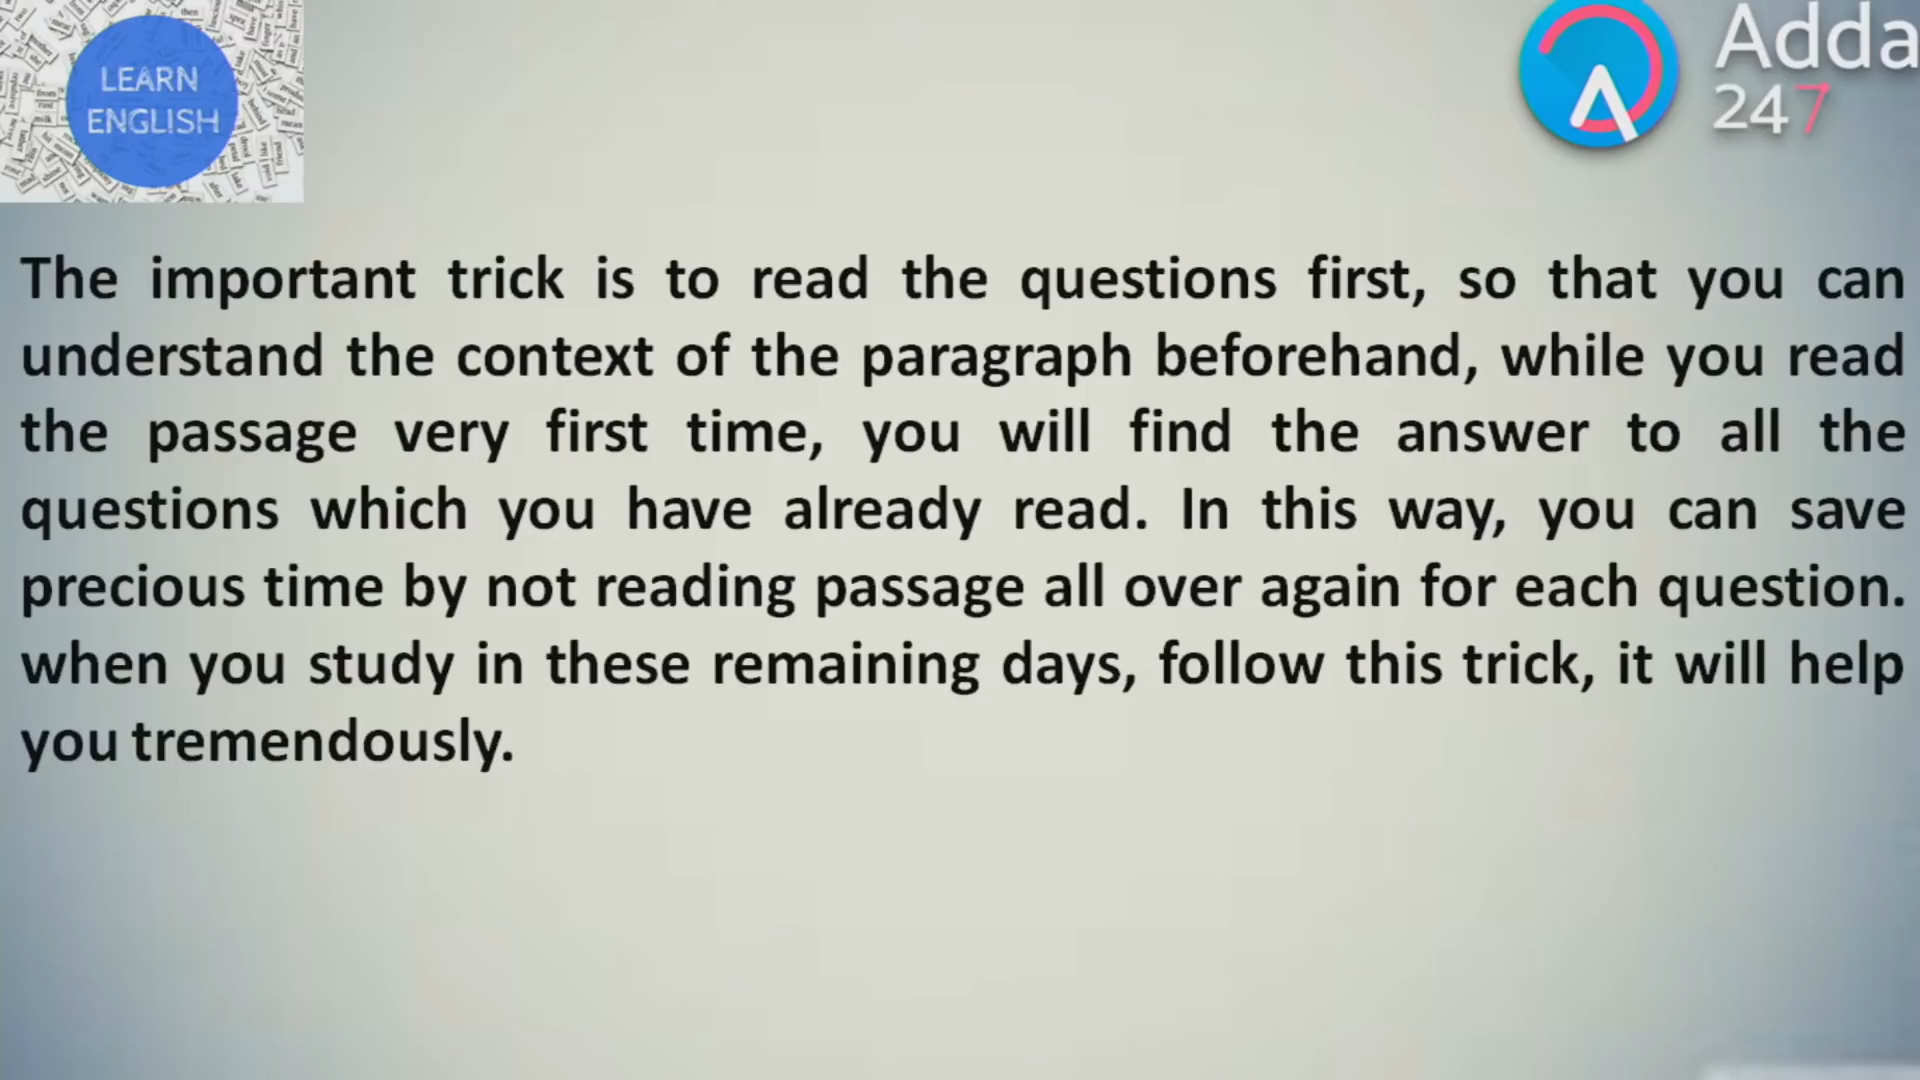 LEARN
ENGLISH
Adda
247
The important trick is to read the questions first, so that you can
understand the context of the paragraph beforehand, while you read
the passage very first time, you will find the answer to all the
questions which you have already read. In this way, you can save
precious time by not reading passage all over again for each question.
when you study in these remaining days, follow this trick, it will help
you tremendously.